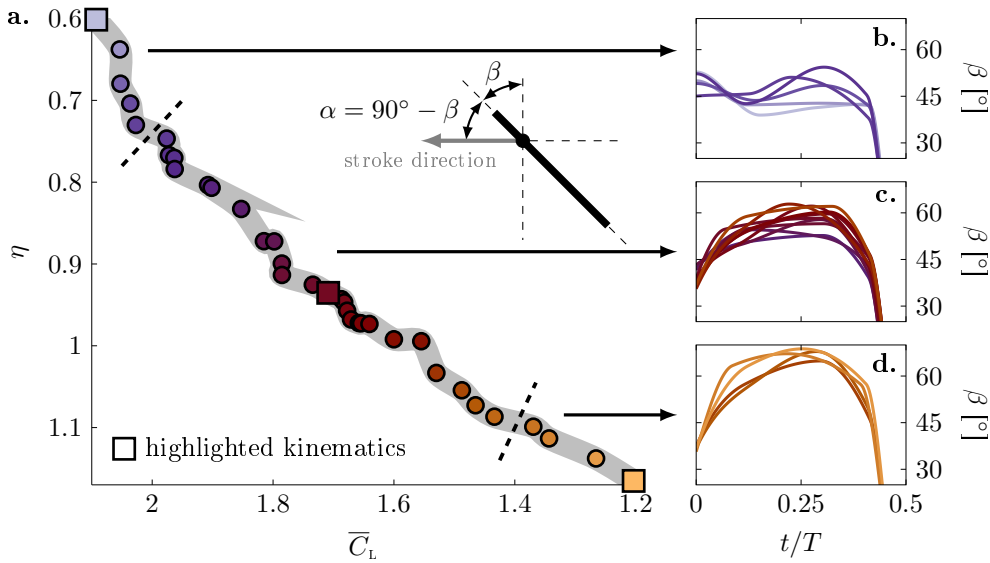 a.
0.6
0.7
0.8
0.9
1
1.1
η
2
1.8
1.6
1.4
1.2
C̅_L
β
α = 90° − β
stroke direction
highlighted kinematics
b.
60
45
30
β [°]
c.
60
45
30
β [°]
d.
60
45
30
β [°]
0
0.25
0.5
t/T